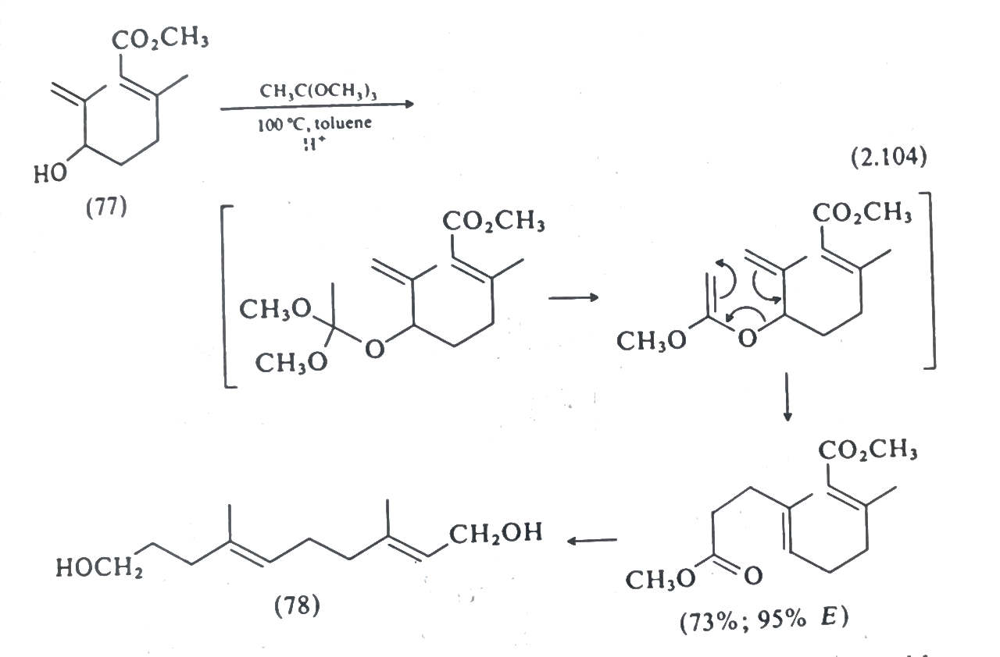 CO₂CH₃
CH₃C(OCH₃)₃
100 °C, toluene
H⁺
HO
(77)
(2.104)
CO₂CH₃
CO₂CH₃
CH₃O
O
CH₃O
CH₃O
O
CO₂CH₃
CH₂OH
HOCH₂
CH₃O
O
(78)
(73%; 95% E)